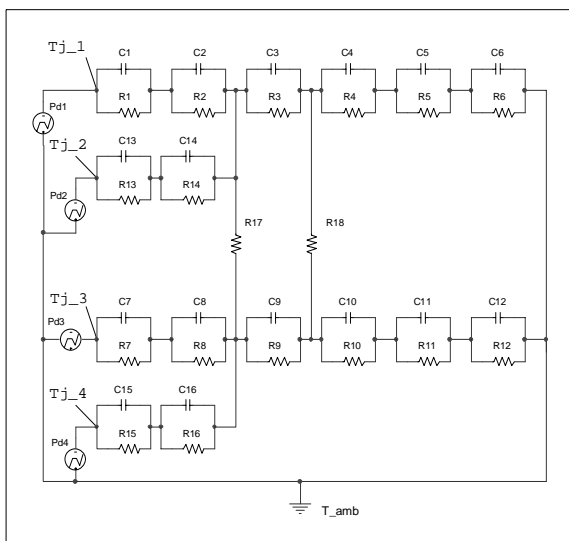 C1 C2 C3 C4 C5 C6
Tj_1
R1 R2 R3 R4 R5 R6
Pd1
C13 C14
Tj_2
R13 R14
Pd2
R17 R18
C7 C8 C9 C10 C11 C12
Tj_3
Pd3
R7 R8 R9 R10 R11 R12
C15 C16
Tj_4
R15 R16
Pd4
T_amb